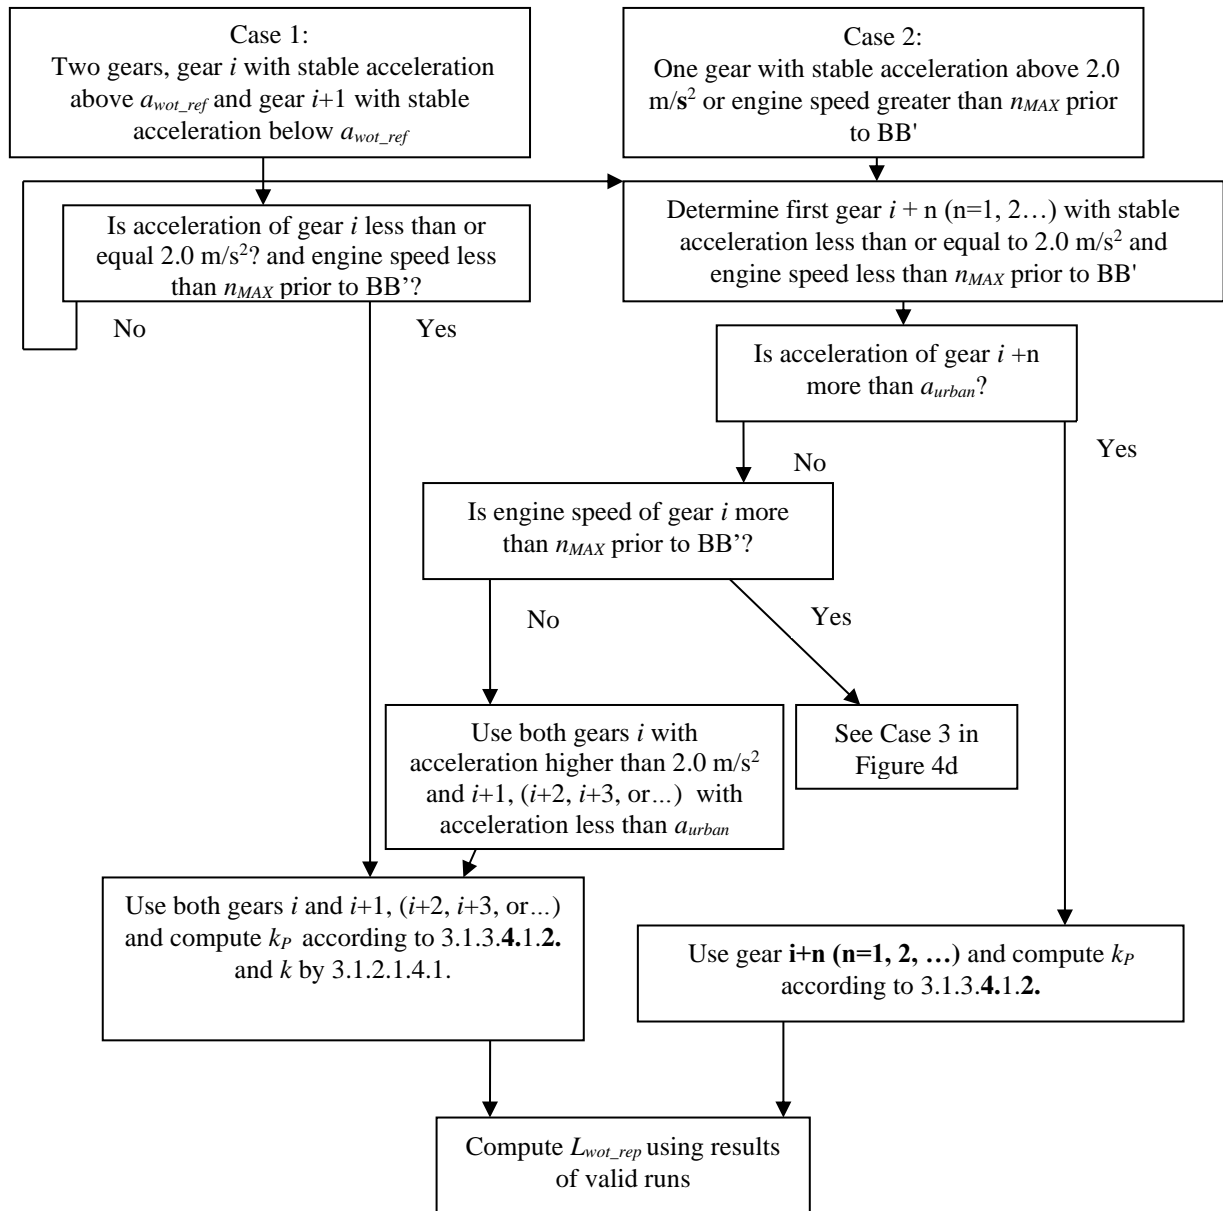 Case 1:
Two gears, gear i with stable acceleration
above a_wot_ref and gear i+1 with stable
acceleration below a_wot_ref
Case 2:
One gear with stable acceleration above 2.0
m/s² or engine speed greater than n_MAX prior
to BB'
Is acceleration of gear i less than or
equal 2.0 m/s²? and engine speed less
than n_MAX prior to BB’?
No
Yes
Determine first gear i + n (n=1, 2…) with stable
acceleration less than or equal to 2.0 m/s² and
engine speed less than n_MAX prior to BB'
Is acceleration of gear i +n
more than a_urban?
No
Yes
Is engine speed of gear i more
than n_MAX prior to BB’?
No
Yes
Use both gears i with
acceleration higher than 2.0 m/s²
and i+1, (i+2, i+3, or…) with
acceleration less than a_urban
See Case 3 in
Figure 4d
Use both gears i and i+1, (i+2, i+3, or…)
and compute k_P according to 3.1.3.4.1.2.
and k by 3.1.2.1.4.1.
Use gear i+n (n=1, 2, …) and compute k_P
according to 3.1.3.4.1.2.
Compute L_wot_rep using results
of valid runs